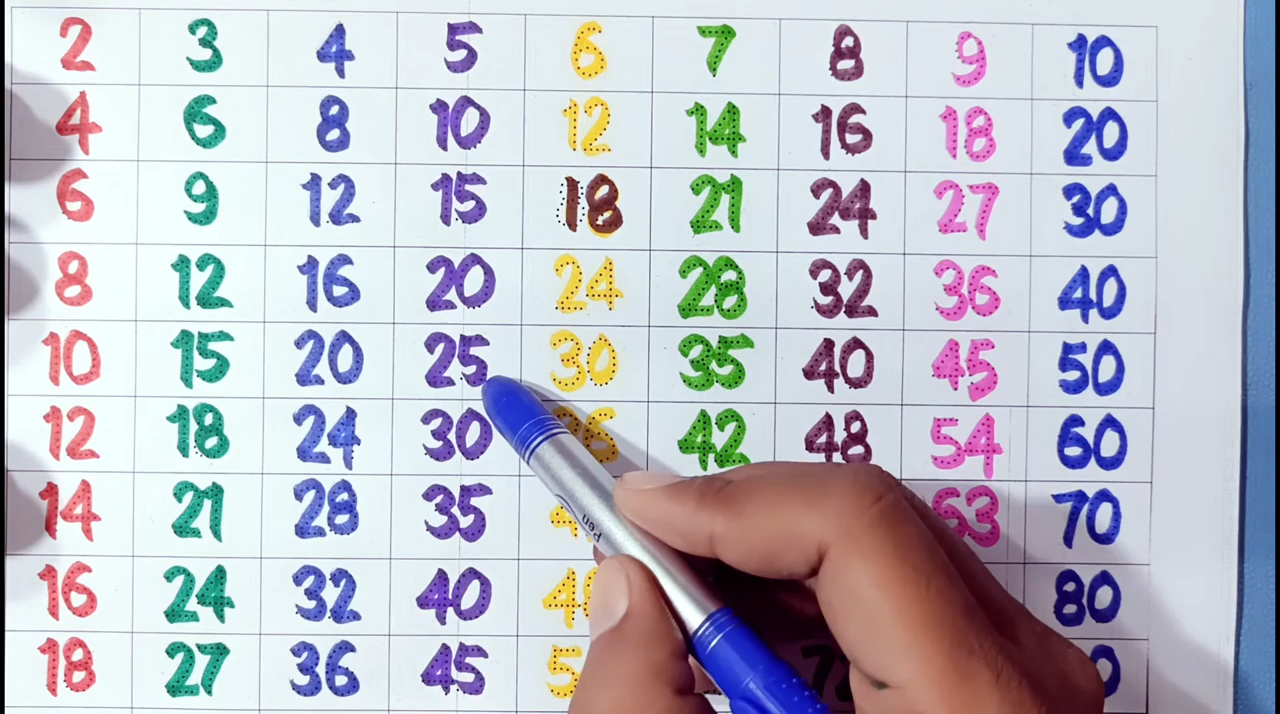 2 3 4 5 6 7 8 9 10
4 6 8 10 12 14 16 18 20
6 9 12 15 18 21 24 27 30
8 12 16 20 24 28 32 36 40
10 15 20 25 30 35 40 45 50
12 18 24 30 36 42 48 54 60
14 21 28 35 63 70
16 24 32 40 80
18 27 36 45
Pen